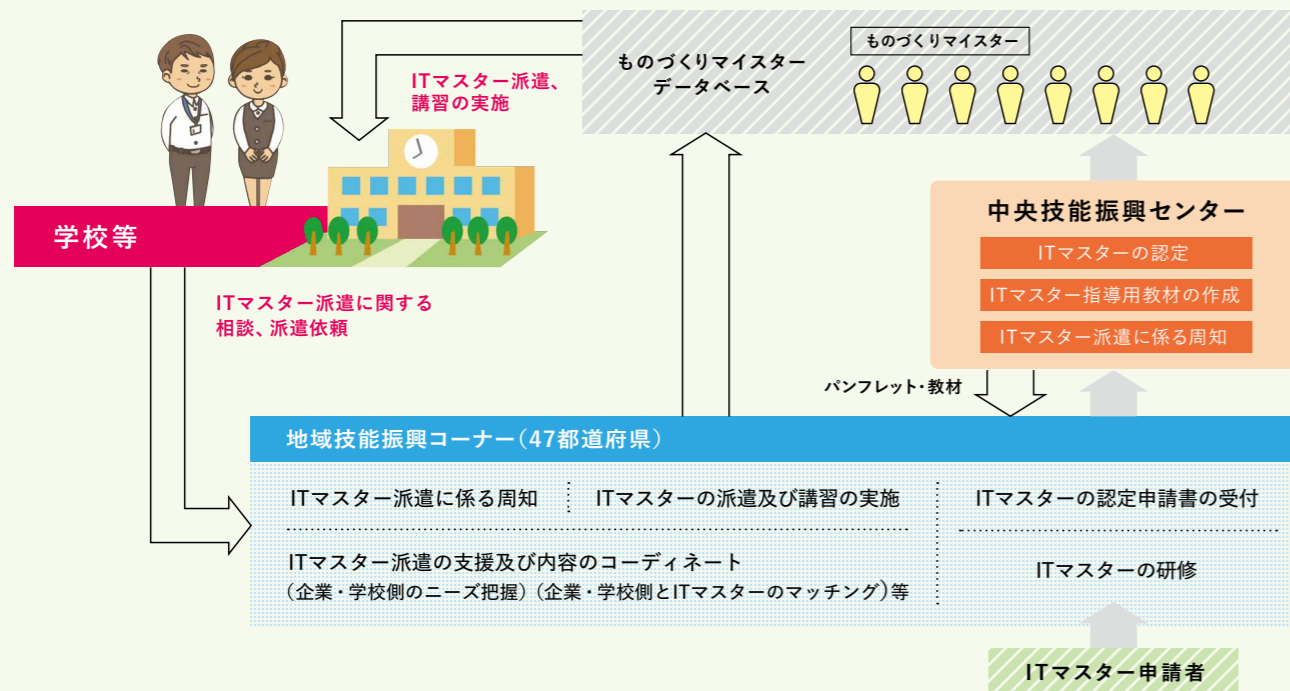 ものづくりマイスター
データベース
ものづくりマイスター
ITマスター派遣、
講習の実施
学校等
ITマスター派遣に関する
相談、派遣依頼
中央技能振興センター
ITマスターの認定
ITマスター指導用教材の作成
ITマスター派遣に係る周知
パンフレット・教材
地域技能振興コーナー(47都道府県)
ITマスター派遣に係る周知
ITマスターの派遣及び講習の実施
ITマスター派遣の支援及び内容のコーディネート
(企業・学校側のニーズ把握)(企業・学校側とITマスターのマッチング)等
ITマスターの認定申請書の受付
ITマスターの研修
ITマスター申請者